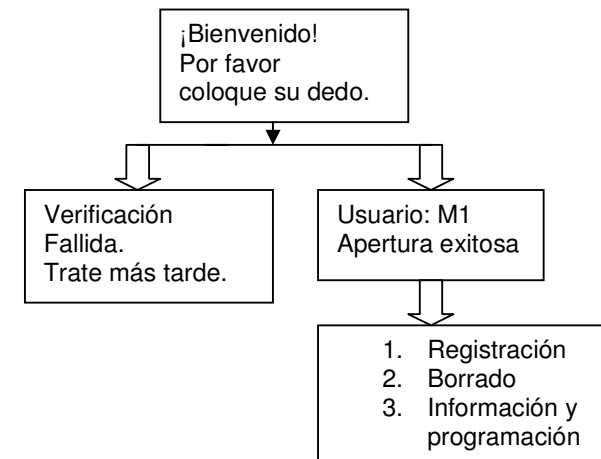 ¡Bienvenido!
Por favor
coloque su dedo.
Verificación
Fallida.
Trate más tarde.
Usuario: M1
Apertura exitosa
1. Registración
2. Borrado
3. Información y
programación